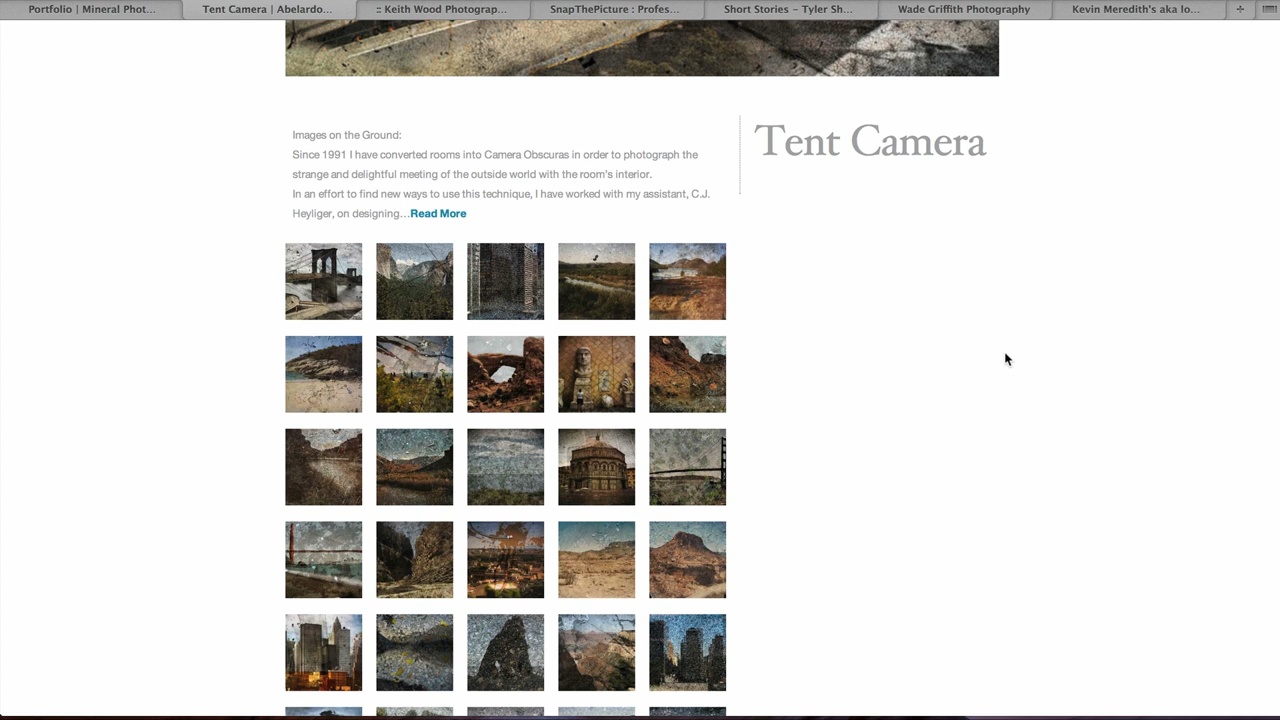 Portfolio | Mineral Phot...
Tent Camera | Abelardo...
:: Keith Wood Photograp...
SnapThePicture : Profes...
Short Stories – Tyler Sh...
Wade Griffith Photography
Kevin Meredith's aka lo...
Images on the Ground:
Since 1991 I have converted rooms into Camera Obscuras in order to photograph the
strange and delightful meeting of the outside world with the room's interior.
In an effort to find new ways to use this technique, I have worked with my assistant, C.J.
Heyliger, on designing…Read More
Tent Camera